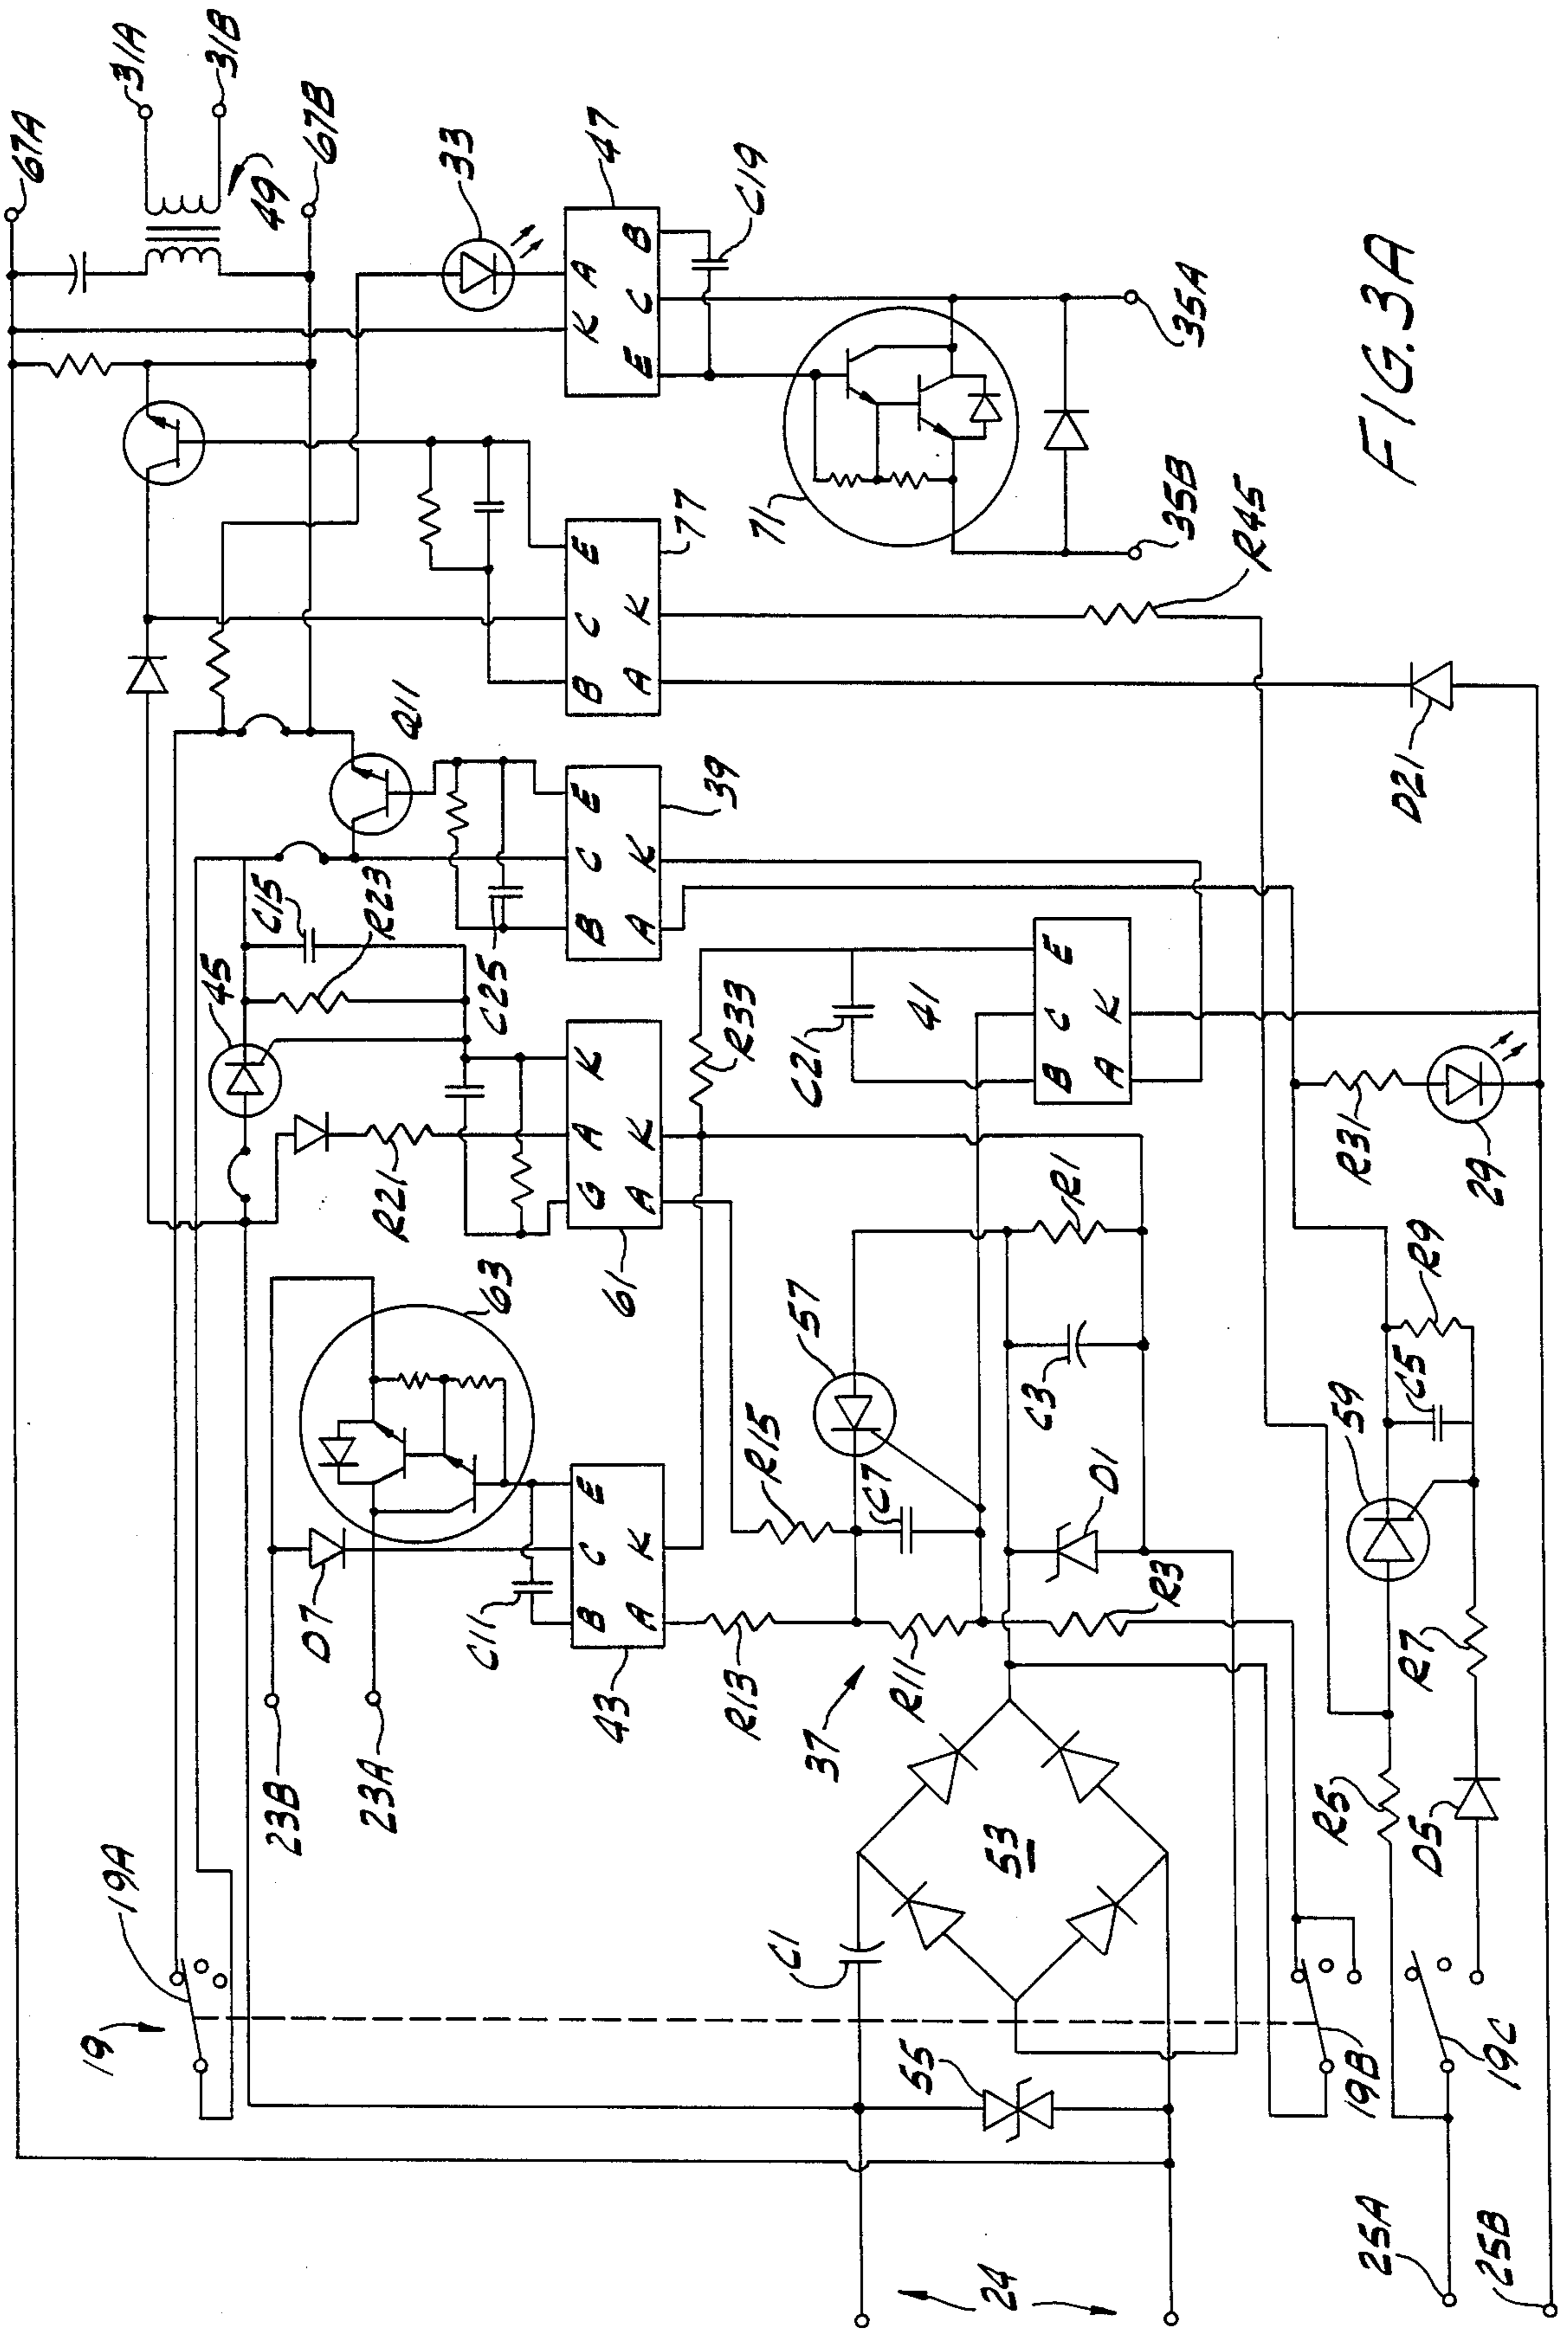 67A
19
19A
31A
31B
45
49
67B
23B
D7
C15
R23
23A
R21
Q11
33
C11
63
C25
B C E
G A K
B C E
B C E
K A
A K
A K
A K
A K
E C B
43
61
39
77
47
R13
R15
R33
C19
37
57
C21
71
C1
R11
C7
41
55
53
C3
B C E
A K
24
D1
R1
R3
35B
35A
R45
19B
R5
59
R31
25A
D5
R7
C5
R9
29
D21
19C
25B
FIG. 3A